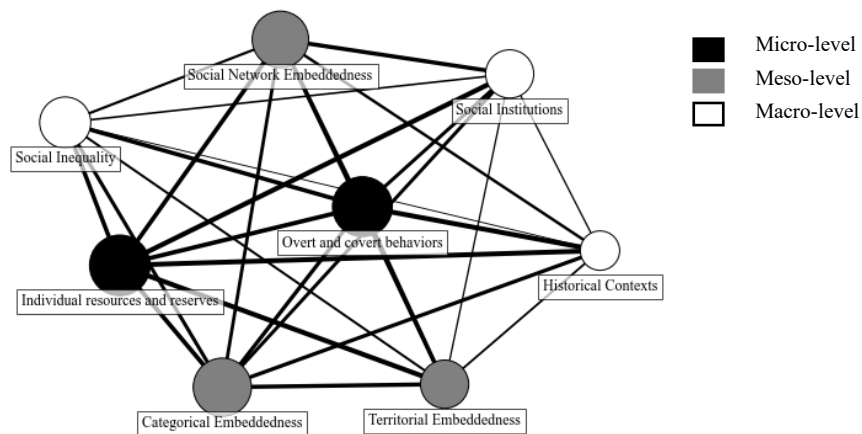 Micro-level
Meso-level
Macro-level
Social Network Embeddedness
Social Institutions
Social Inequality
Overt and covert behaviors
Individual resources and reserves
Historical Contexts
Categorical Embeddedness
Territorial Embeddedness